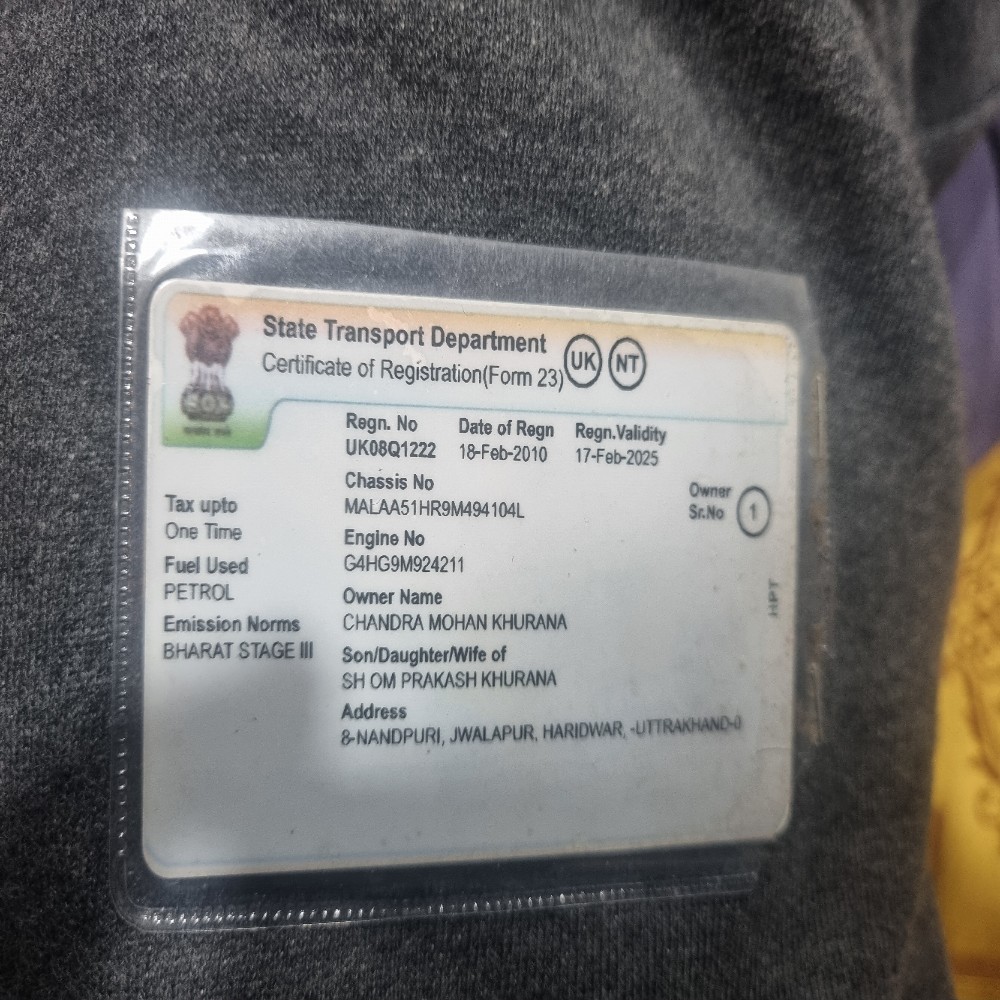 State Transport Department
Certificate of Registration(Form 23)
UK NT
Regn. No Date of Regn Regn.Validity
UK08Q1222 18-Feb-2010 17-Feb-2025
Chassis No
MALAA51HR9M494104L
Owner
Sr.No 1
Tax upto
One Time
Engine No
G4HG9M924211
Fuel Used
PETROL
Owner Name
CHANDRA MOHAN KHURANA
Emission Norms
BHARAT STAGE III
Son/Daughter/Wife of
SH OM PRAKASH KHURANA
Address
&-NANDPURI, JWALAPUR, HARIDWAR, -UTTRAKHAND-0
HPT